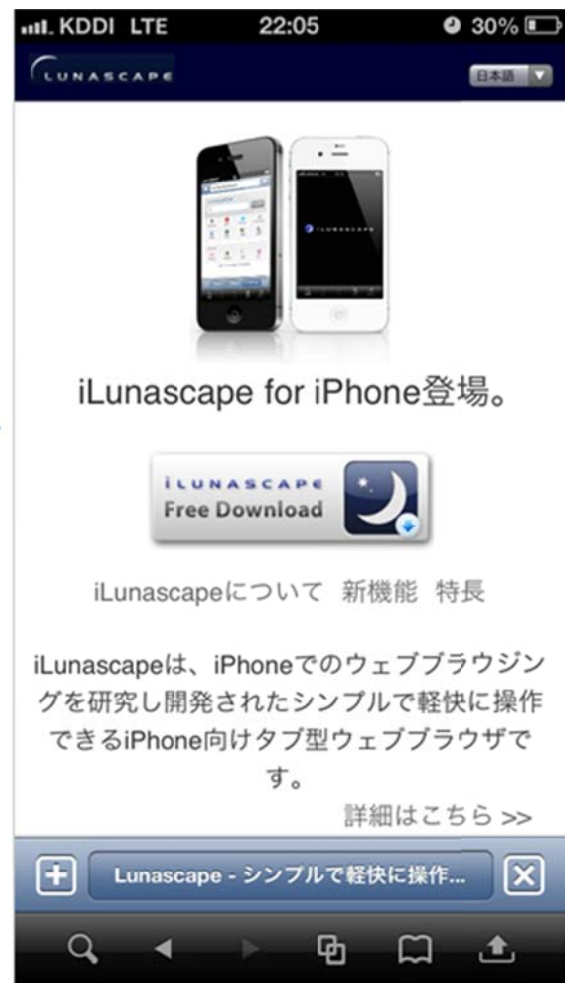 KDDI LTE 22:05 30%
LUNASCAPE 日本語
iLUNASCAPE
iLunascape for iPhone登場。
iLUNASCAPE
Free Download
iLunascapeについて 新機能 特長
iLunascapeは、iPhoneでのウェブブラウジン
グを研究し開発されたシンプルで軽快に操作
できるiPhone向けタブ型ウェブブラウザで
す。
詳細はこちら >>
Lunascape - シンプルで軽快に操作...